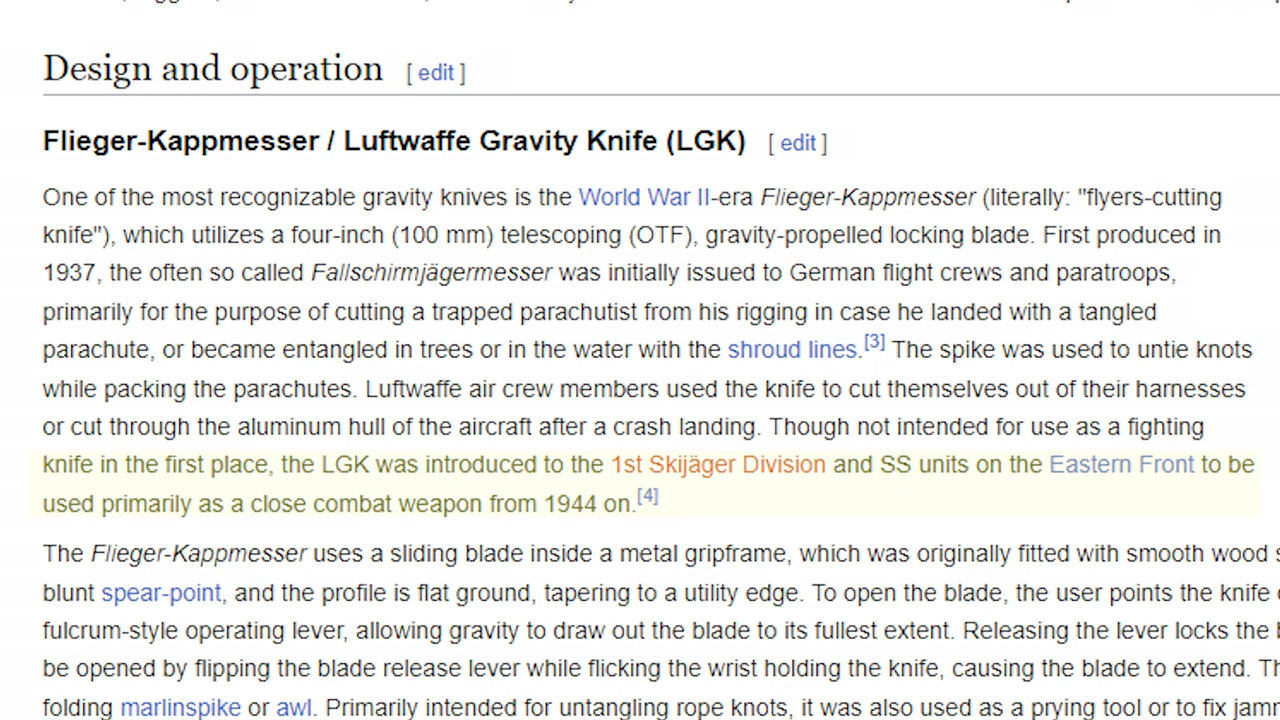 Design and operation [ edit ]
Flieger-Kappmesser / Luftwaffe Gravity Knife (LGK) [ edit ]
One of the most recognizable gravity knives is the World War II-era Flieger-Kappmesser (literally: "flyers-cutting
knife"), which utilizes a four-inch (100 mm) telescoping (OTF), gravity-propelled locking blade. First produced in
1937, the often so called Fallschirmjägermesser was initially issued to German flight crews and paratroops,
primarily for the purpose of cutting a trapped parachutist from his rigging in case he landed with a tangled
parachute, or became entangled in trees or in the water with the shroud lines.[3] The spike was used to untie knots
while packing the parachutes. Luftwaffe air crew members used the knife to cut themselves out of their harnesses
or cut through the aluminum hull of the aircraft after a crash landing. Though not intended for use as a fighting
knife in the first place, the LGK was introduced to the 1st Skijäger Division and SS units on the Eastern Front to be
used primarily as a close combat weapon from 1944 on.[4]
The Flieger-Kappmesser uses a sliding blade inside a metal gripframe, which was originally fitted with smooth wood
blunt spear-point, and the profile is flat ground, tapering to a utility edge. To open the blade, the user points the knife
fulcrum-style operating lever, allowing gravity to draw out the blade to its fullest extent. Releasing the lever locks the
be opened by flipping the blade release lever while flicking the wrist holding the knife, causing the blade to extend.
folding marlinspike or awl. Primarily intended for untangling rope knots, it was also used as a prying tool or to fix